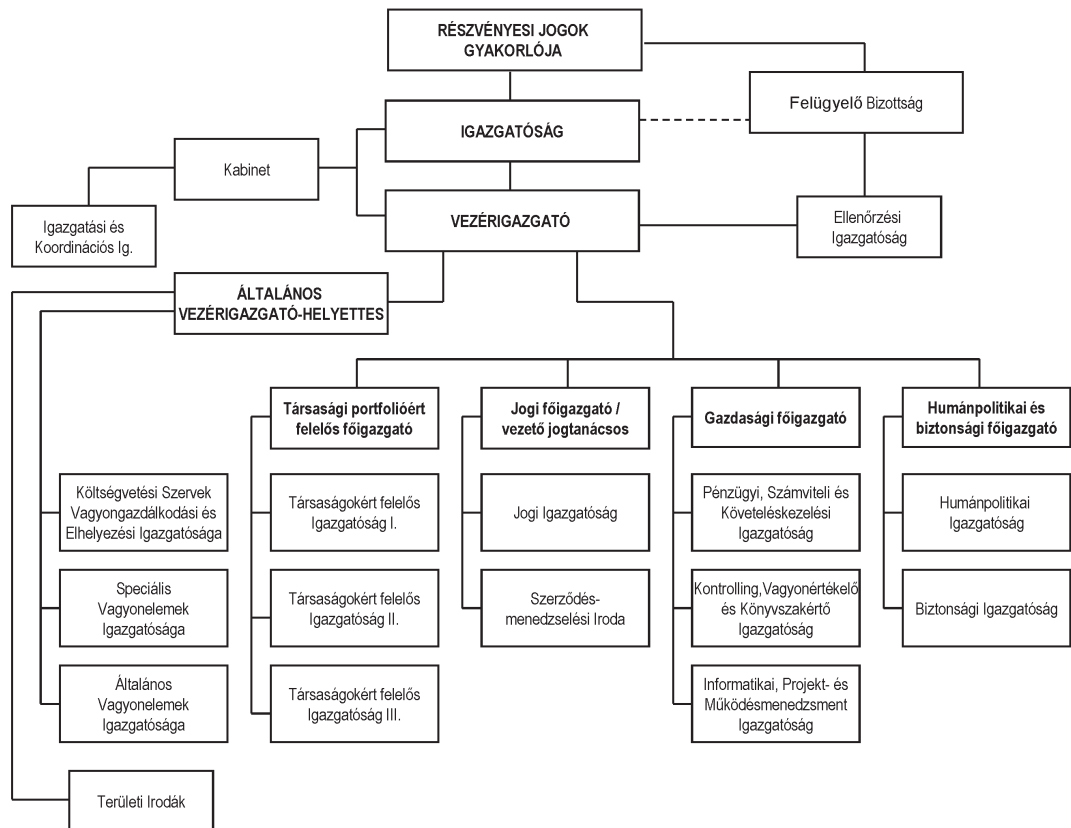 RÉSZVÉNYESI JOGOK
GYAKORLÓJA
Felügyelő Bizottság
IGAZGATÓSÁG
Kabinet
Igazgatási és
Koordinációs Ig.
VEZÉRIGAZGATÓ
Ellenőrzési
Igazgatóság
ÁLTALÁNOS
VEZÉRIGAZGATÓ-HELYETTES
Társasági portfolióért
felelős főigazgató
Jogi főigazgató /
vezető jogtanácsos
Gazdasági főigazgató
Humánpolitikai és
biztonsági főigazgató
Költségvetési Szervek
Vagyongazdálkodási és
Elhelyezési Igazgatósága
Társaságokért felelős
Igazgatóság I.
Jogi Igazgatóság
Pénzügyi, Számviteli és
Követeléskezelési
Igazgatóság
Humánpolitikai
Igazgatóság
Speciális
Vagyonelemek
Igazgatósága
Társaságokért felelős
Igazgatóság II.
Szerződés-
menedzselési Iroda
Kontrolling,Vagyonértékelő
és Könyvszakértő
Igazgatóság
Biztonsági Igazgatóság
Általános
Vagyonelemek
Igazgatósága
Társaságokért felelős
Igazgatóság III.
Informatikai, Projekt- és
Működésmenedzsment
Igazgatóság
Területi Irodák